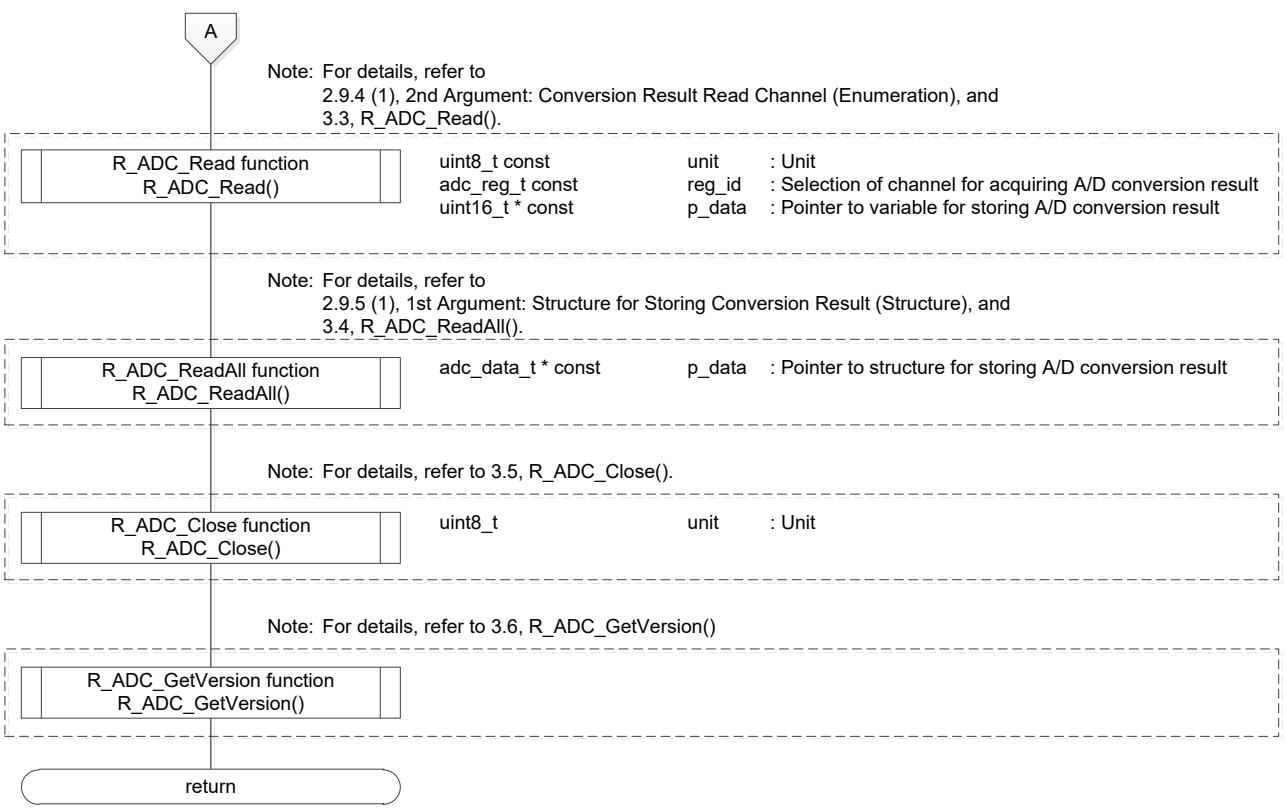 A
Note: For details, refer to
2.9.4 (1), 2nd Argument: Conversion Result Read Channel (Enumeration), and
3.3, R_ADC_Read().
R_ADC_Read function
R_ADC_Read()
uint8_t const unit : Unit
adc_reg_t const reg_id : Selection of channel for acquiring A/D conversion result
uint16_t * const p_data : Pointer to variable for storing A/D conversion result
Note: For details, refer to
2.9.5 (1), 1st Argument: Structure for Storing Conversion Result (Structure), and
3.4, R_ADC_ReadAll().
R_ADC_ReadAll function
R_ADC_ReadAll()
adc_data_t * const p_data : Pointer to structure for storing A/D conversion result
Note: For details, refer to 3.5, R_ADC_Close().
R_ADC_Close function
R_ADC_Close()
uint8_t unit : Unit
Note: For details, refer to 3.6, R_ADC_GetVersion()
R_ADC_GetVersion function
R_ADC_GetVersion()
return